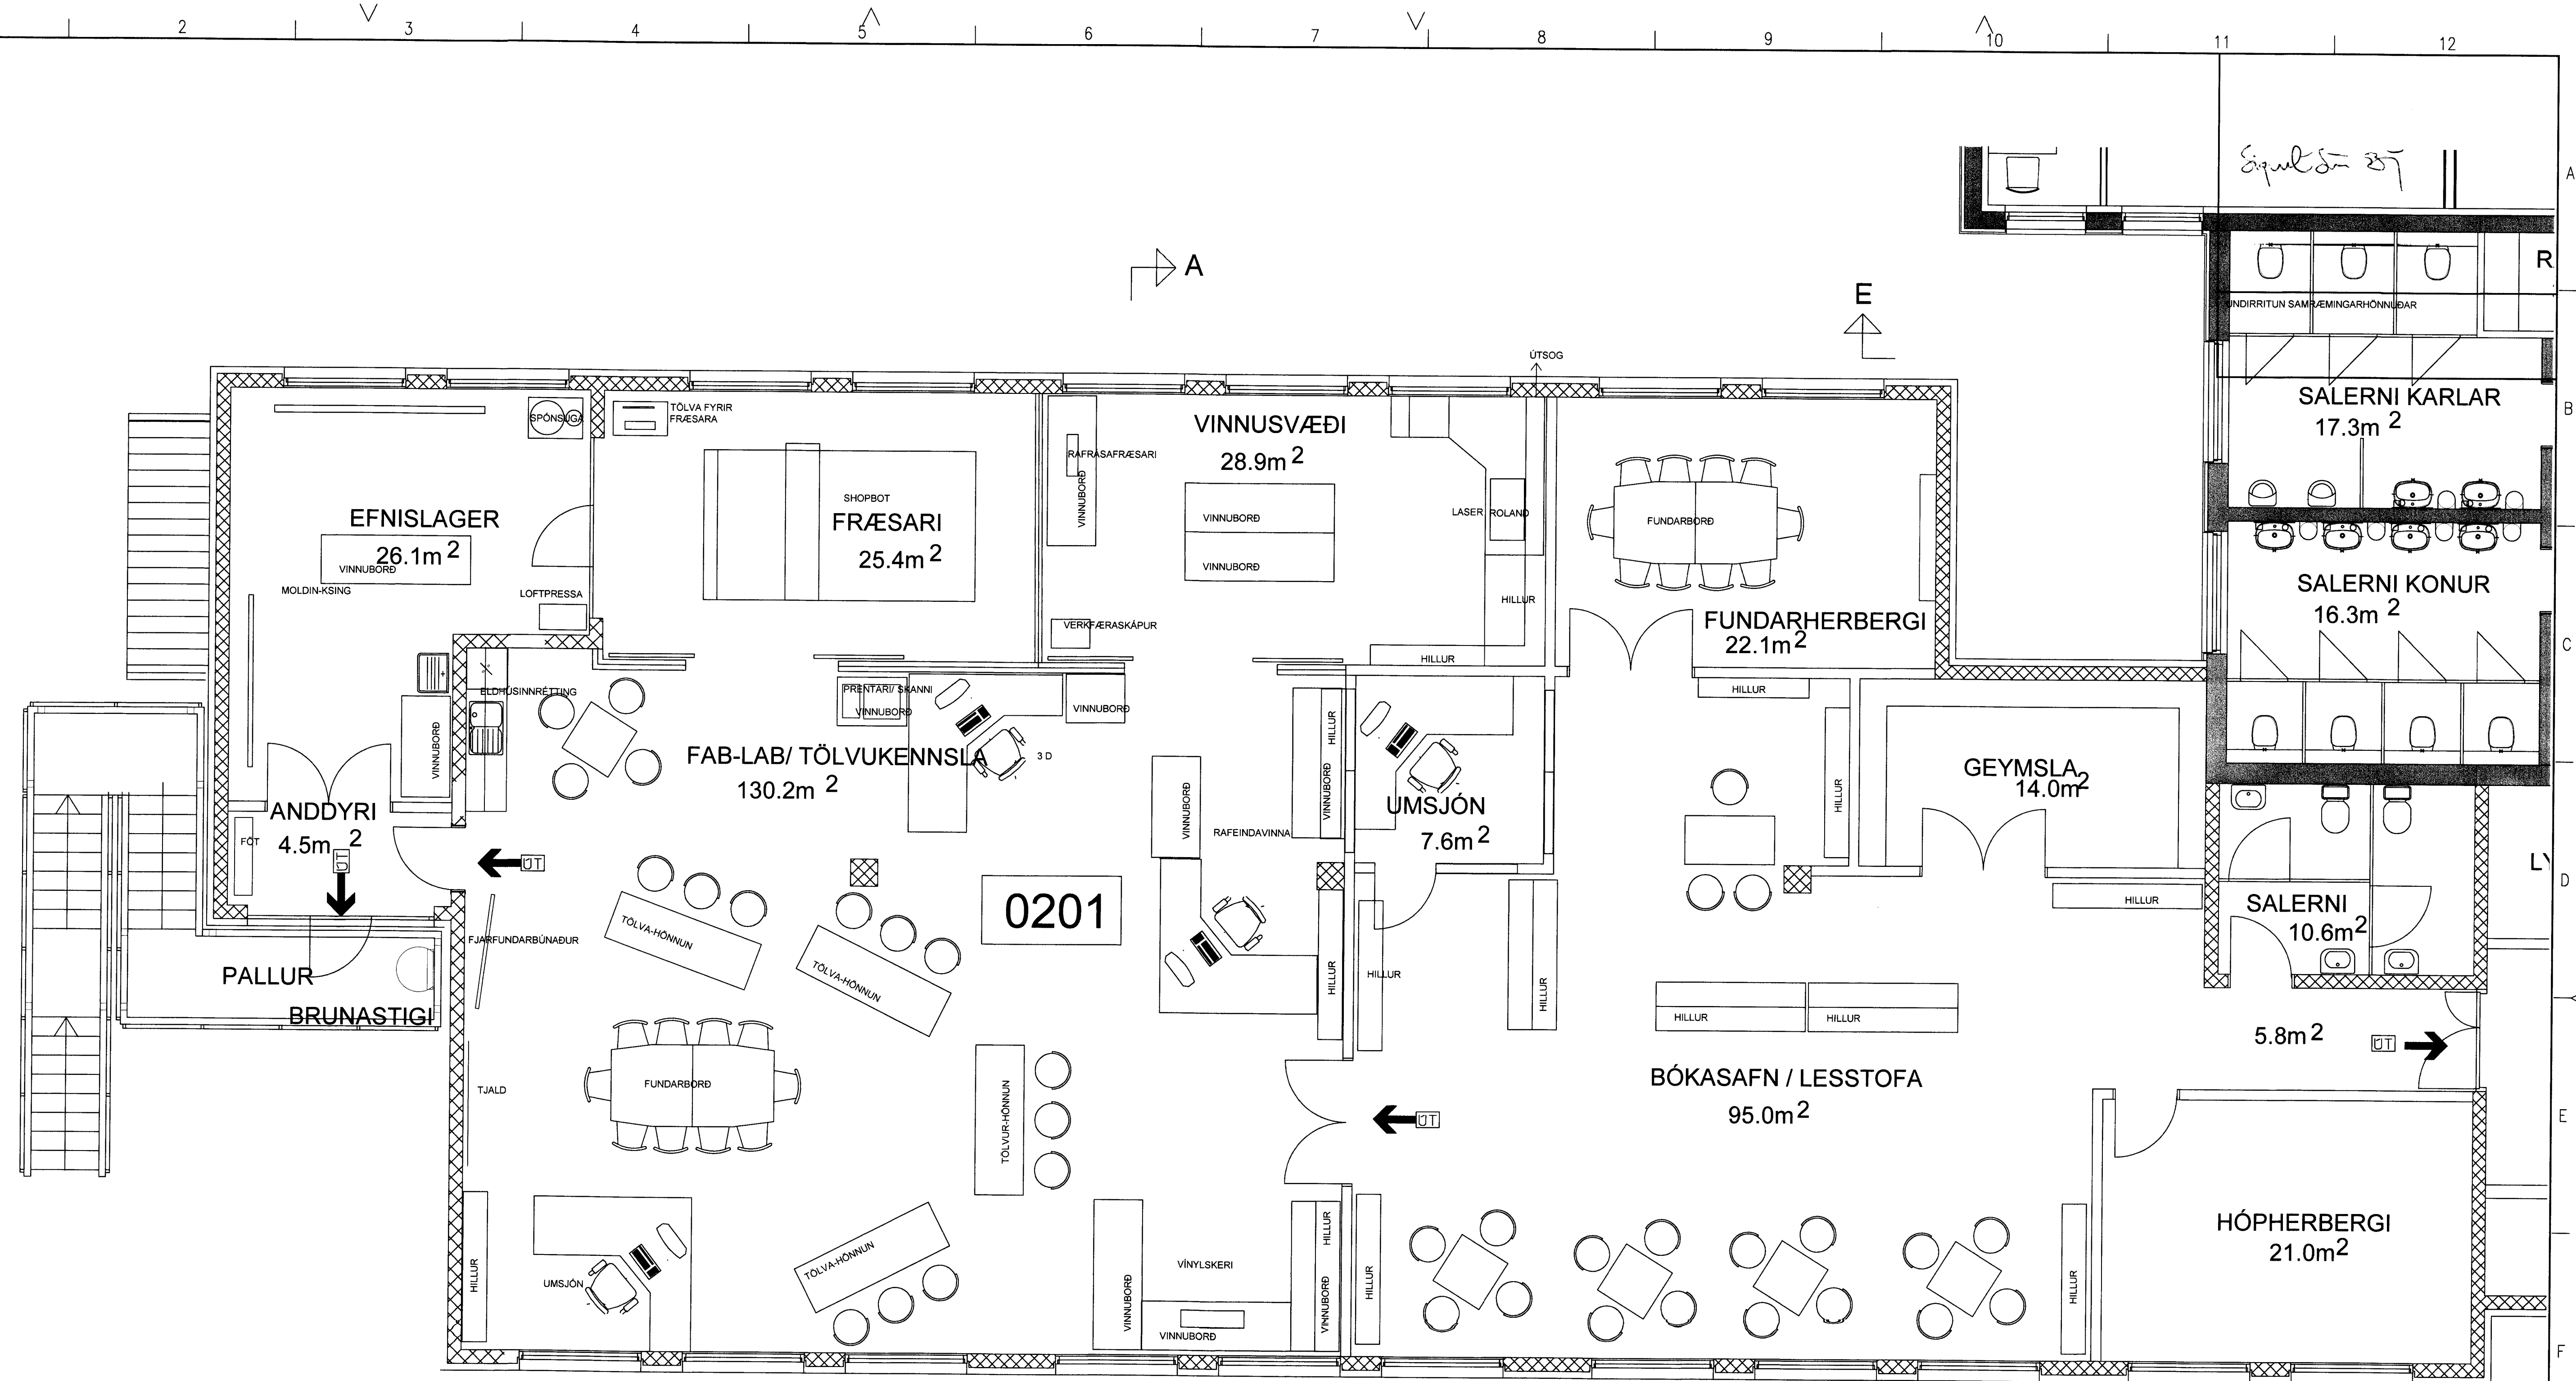 2
3
4
5
6
7
8
9
10
11
12
A
A
E
R
UNDIRRITUN SAMRÆMINGARHÖNNUÐAR
ÚTSOG
SALERNI KARLAR
17.3m 2
B
SPÓNSUGA
TÖLVA FYRIR
FRÆSARA
VINNUSVÆÐI
28.9m 2
RAFRÁSAFRÆSARI
VINNUBORÐ
SHOPBOT
FRÆSARI
25.4m 2
EFNISLAGER
26.1m 2
VINNUBORÐ
MOLDIN-KSING
LOFTPRESSA
VINNUBORÐ
VINNUBORÐ
LASER, ROLAND
HILLUR
VERKFÆRASKÁPUR
HILLUR
FUNDARBORÐ
FUNDARHERBERGI
22.1m 2
SALERNI KONUR
16.3m 2
C
ELDHÚSINNRÉTTING
VINNUBORÐ
PRENTARI/ SKANNI
VINNUBORÐ
VINNUBORÐ
3 D
FAB-LAB/ TÖLVUKENNSLA
130.2m 2
HILLUR
VINNUBORÐ
VINNUBORÐ
RAFEINDAVINNA
UMSJÓN
7.6m 2
HILLUR
HILLUR
GEYMSLA
14.0m 2
ANDDYRI
4.5m 2
FÖT
ÚT
ÚT
LY
D
0201
TÖLVA-HÖNNUN
TÖLVA-HÖNNUN
FJARFUNDARBÚNAÐUR
PALLUR
BRUNASTIGI
HILLUR
HILLUR
HILLUR
HILLUR
SALERNI
10.6m 2
HILLUR
HILLUR
5.8m 2
ÚT
TJALD
FUNDARBORÐ
TÖLVUR-HÖNNUN
ÚT
BÓKASAFN / LESSTOFA
95.0m 2
E
HÓPHERBERGI
21.0m 2
HILLUR
UMSJÓN
TÖLVA-HÖNNUN
VÍNYLSKERI
VINNUBORÐ
VINNUBORÐ
HILLUR
VINNUBORÐ
HILLUR
HILLUR
F